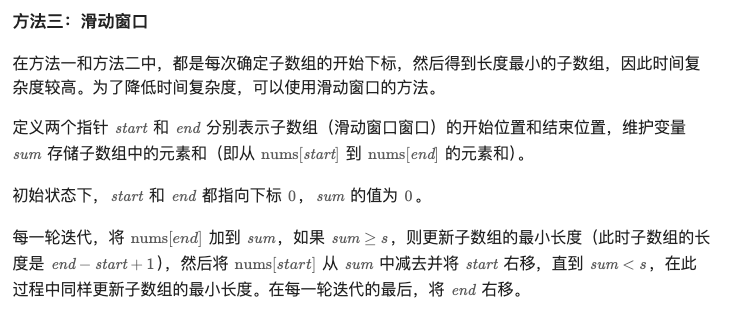 方法三：滑动窗口
在方法一和方法二中，都是每次确定子数组的开始下标，然后得到长度最小的子数组，因此时间复
杂度较高。为了降低时间复杂度，可以使用滑动窗口的方法。
定义两个指针 start 和 end 分别表示子数组（滑动窗口窗口）的开始位置和结束位置，维护变量
sum 存储子数组中的元素和（即从 nums[start] 到 nums[end] 的元素和）。
初始状态下，start 和 end 都指向下标 0，sum 的值为 0。
每一轮迭代，将 nums[end] 加到 sum，如果 sum ≥ s，则更新子数组的最小长度（此时子数组的长
度是 end − start + 1），然后将 nums[start] 从 sum 中减去并将 start 右移，直到 sum < s，在此
过程中同样更新子数组的最小长度。在每一轮迭代的最后，将 end 右移。